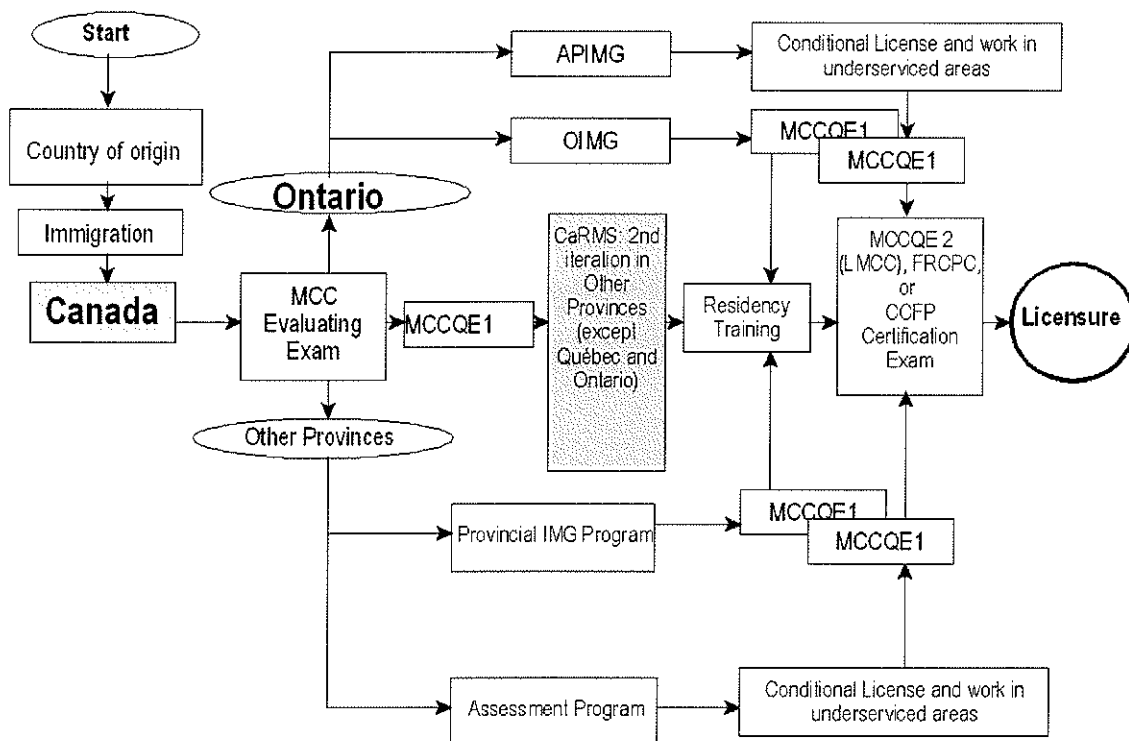 Start
Country of origin
Immigration
Canada
MCC
Evaluating
Exam
Ontario
Other Provinces
APIMG
Conditional License and work in
underserviced areas
OIMG
MCCQE1
MCCQE1
MCCQE1
CaRMS: 2nd
iteration in
Other
Provinces
(except
Québec and
Ontario)
Residency
Training
MCCQE 2
(LMCC), FRCPC,
or
CCFP
Certification
Exam
Licensure
Provincial IMG Program
MCCQE1
MCCQE1
Assessment Program
Conditional License and work in
underserviced areas